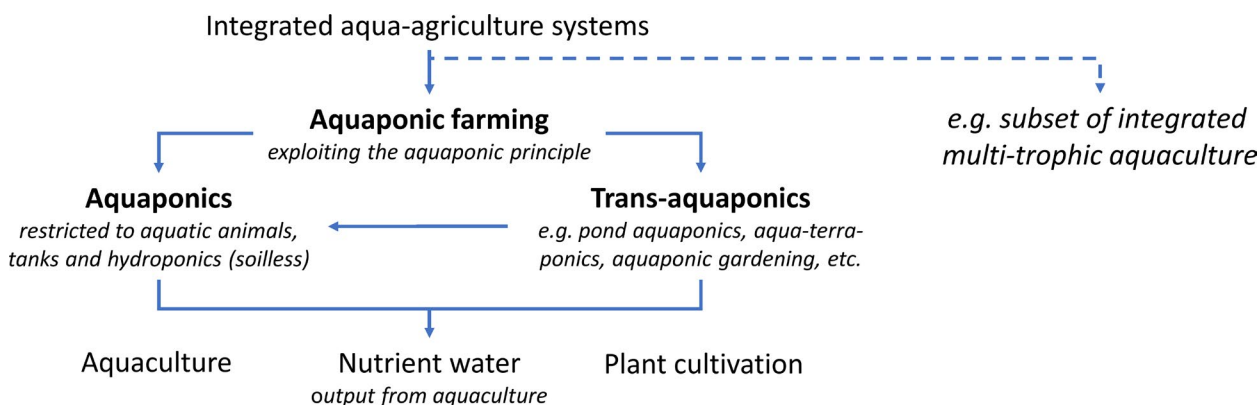 Integrated aqua-agriculture systems
Aquaponic farming
exploiting the aquaponic principle
e.g. subset of integrated
multi-trophic aquaculture
Aquaponics
restricted to aquatic animals,
tanks and hydroponics (soilless)
Trans-aquaponics
e.g. pond aquaponics, aqua-terra-
ponics, aquaponic gardening, etc.
Aquaculture
Nutrient water
output from aquaculture
Plant cultivation